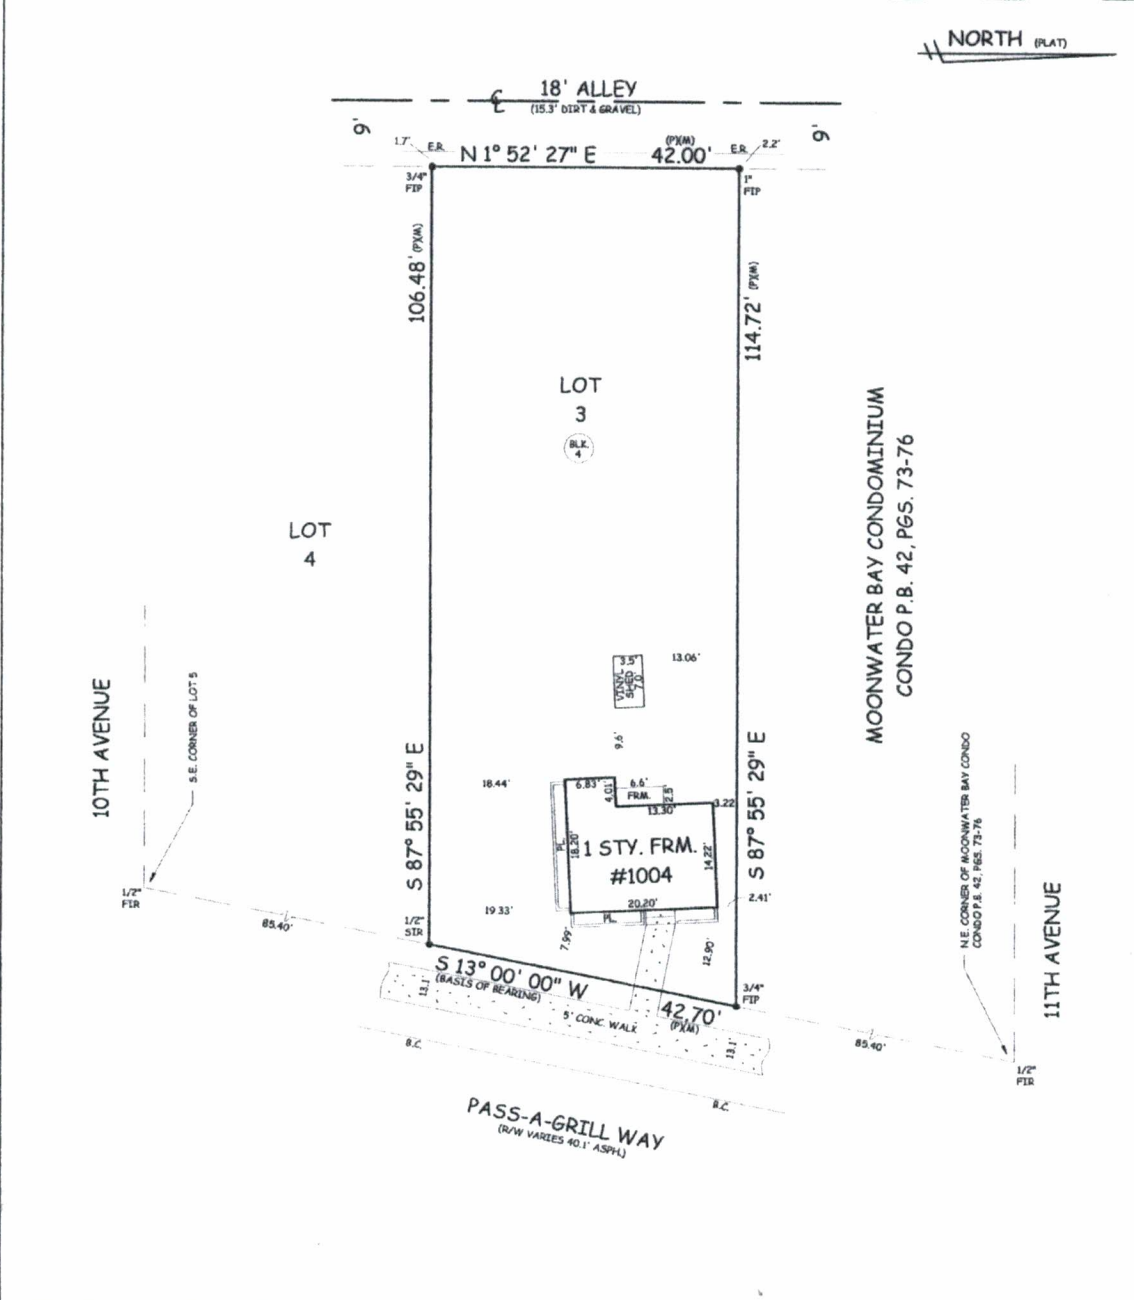 NORTH (PLAT)
18' ALLEY
℄
(15.3' DIRT & GRAVEL)
9'
9'
1.7'
E.R.
N 1° 52' 27" E
(P)(M)
42.00'
E.R.
2.2'
3/4"
FIP
1"
FIP
106.48' (P)(M)
114.72' (P)(M)
LOT
3
BLK.
4
LOT
4
MOONWATER BAY CONDOMINIUM
CONDO P.B. 42, PGS. 73-76
10TH AVENUE
S.E. CORNER OF LOT 5
3.5'
VINYL
SHED
7.0'
13.06'
9.6'
S 87° 55' 29" E
S 87° 55' 29" E
18.44'
6.83'
4.01'
6.6'
FRM.
2.5'
13.30'
3.22
PL.
18.20'
1 STY. FRM.
#1004
14.22'
20.20'
2.41'
19.33'
PL.
7.99'
12.90'
1/2"
FIR
85.40'
1/2"
SIR
S 13° 00' 00" W
(BASIS OF BEARING)
42.70'
(P)(M)
3/4"
FIP
13.1'
5' CONC. WALK
13.1'
B.C.
B.C.
85.40'
1/2"
FIR
N.E. CORNER OF MOONWATER BAY CONDO
CONDO P.B. 42, PGS. 73-76
11TH AVENUE
PASS-A-GRILL WAY
(R/W VARIES 40.1' ASPH.)